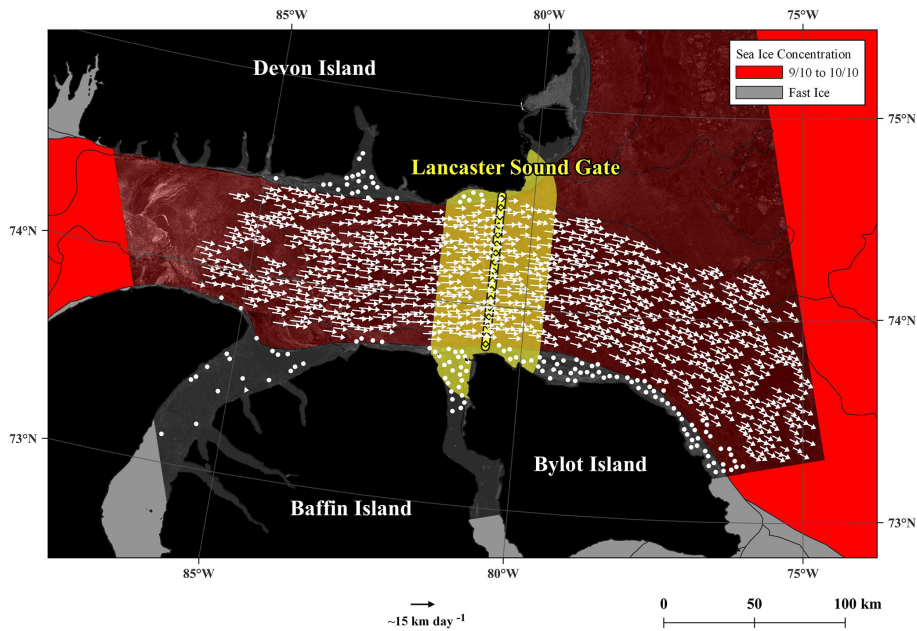 85°W
80°W
75°W
Devon Island
Sea Ice Concentration
9/10 to 10/10
Fast Ice
75°N
Lancaster Sound Gate
74°N
74°N
73°N
Bylot Island
Baffin Island
73°N
85°W
80°W
75°W
~15 km day -1
0 50 100 km